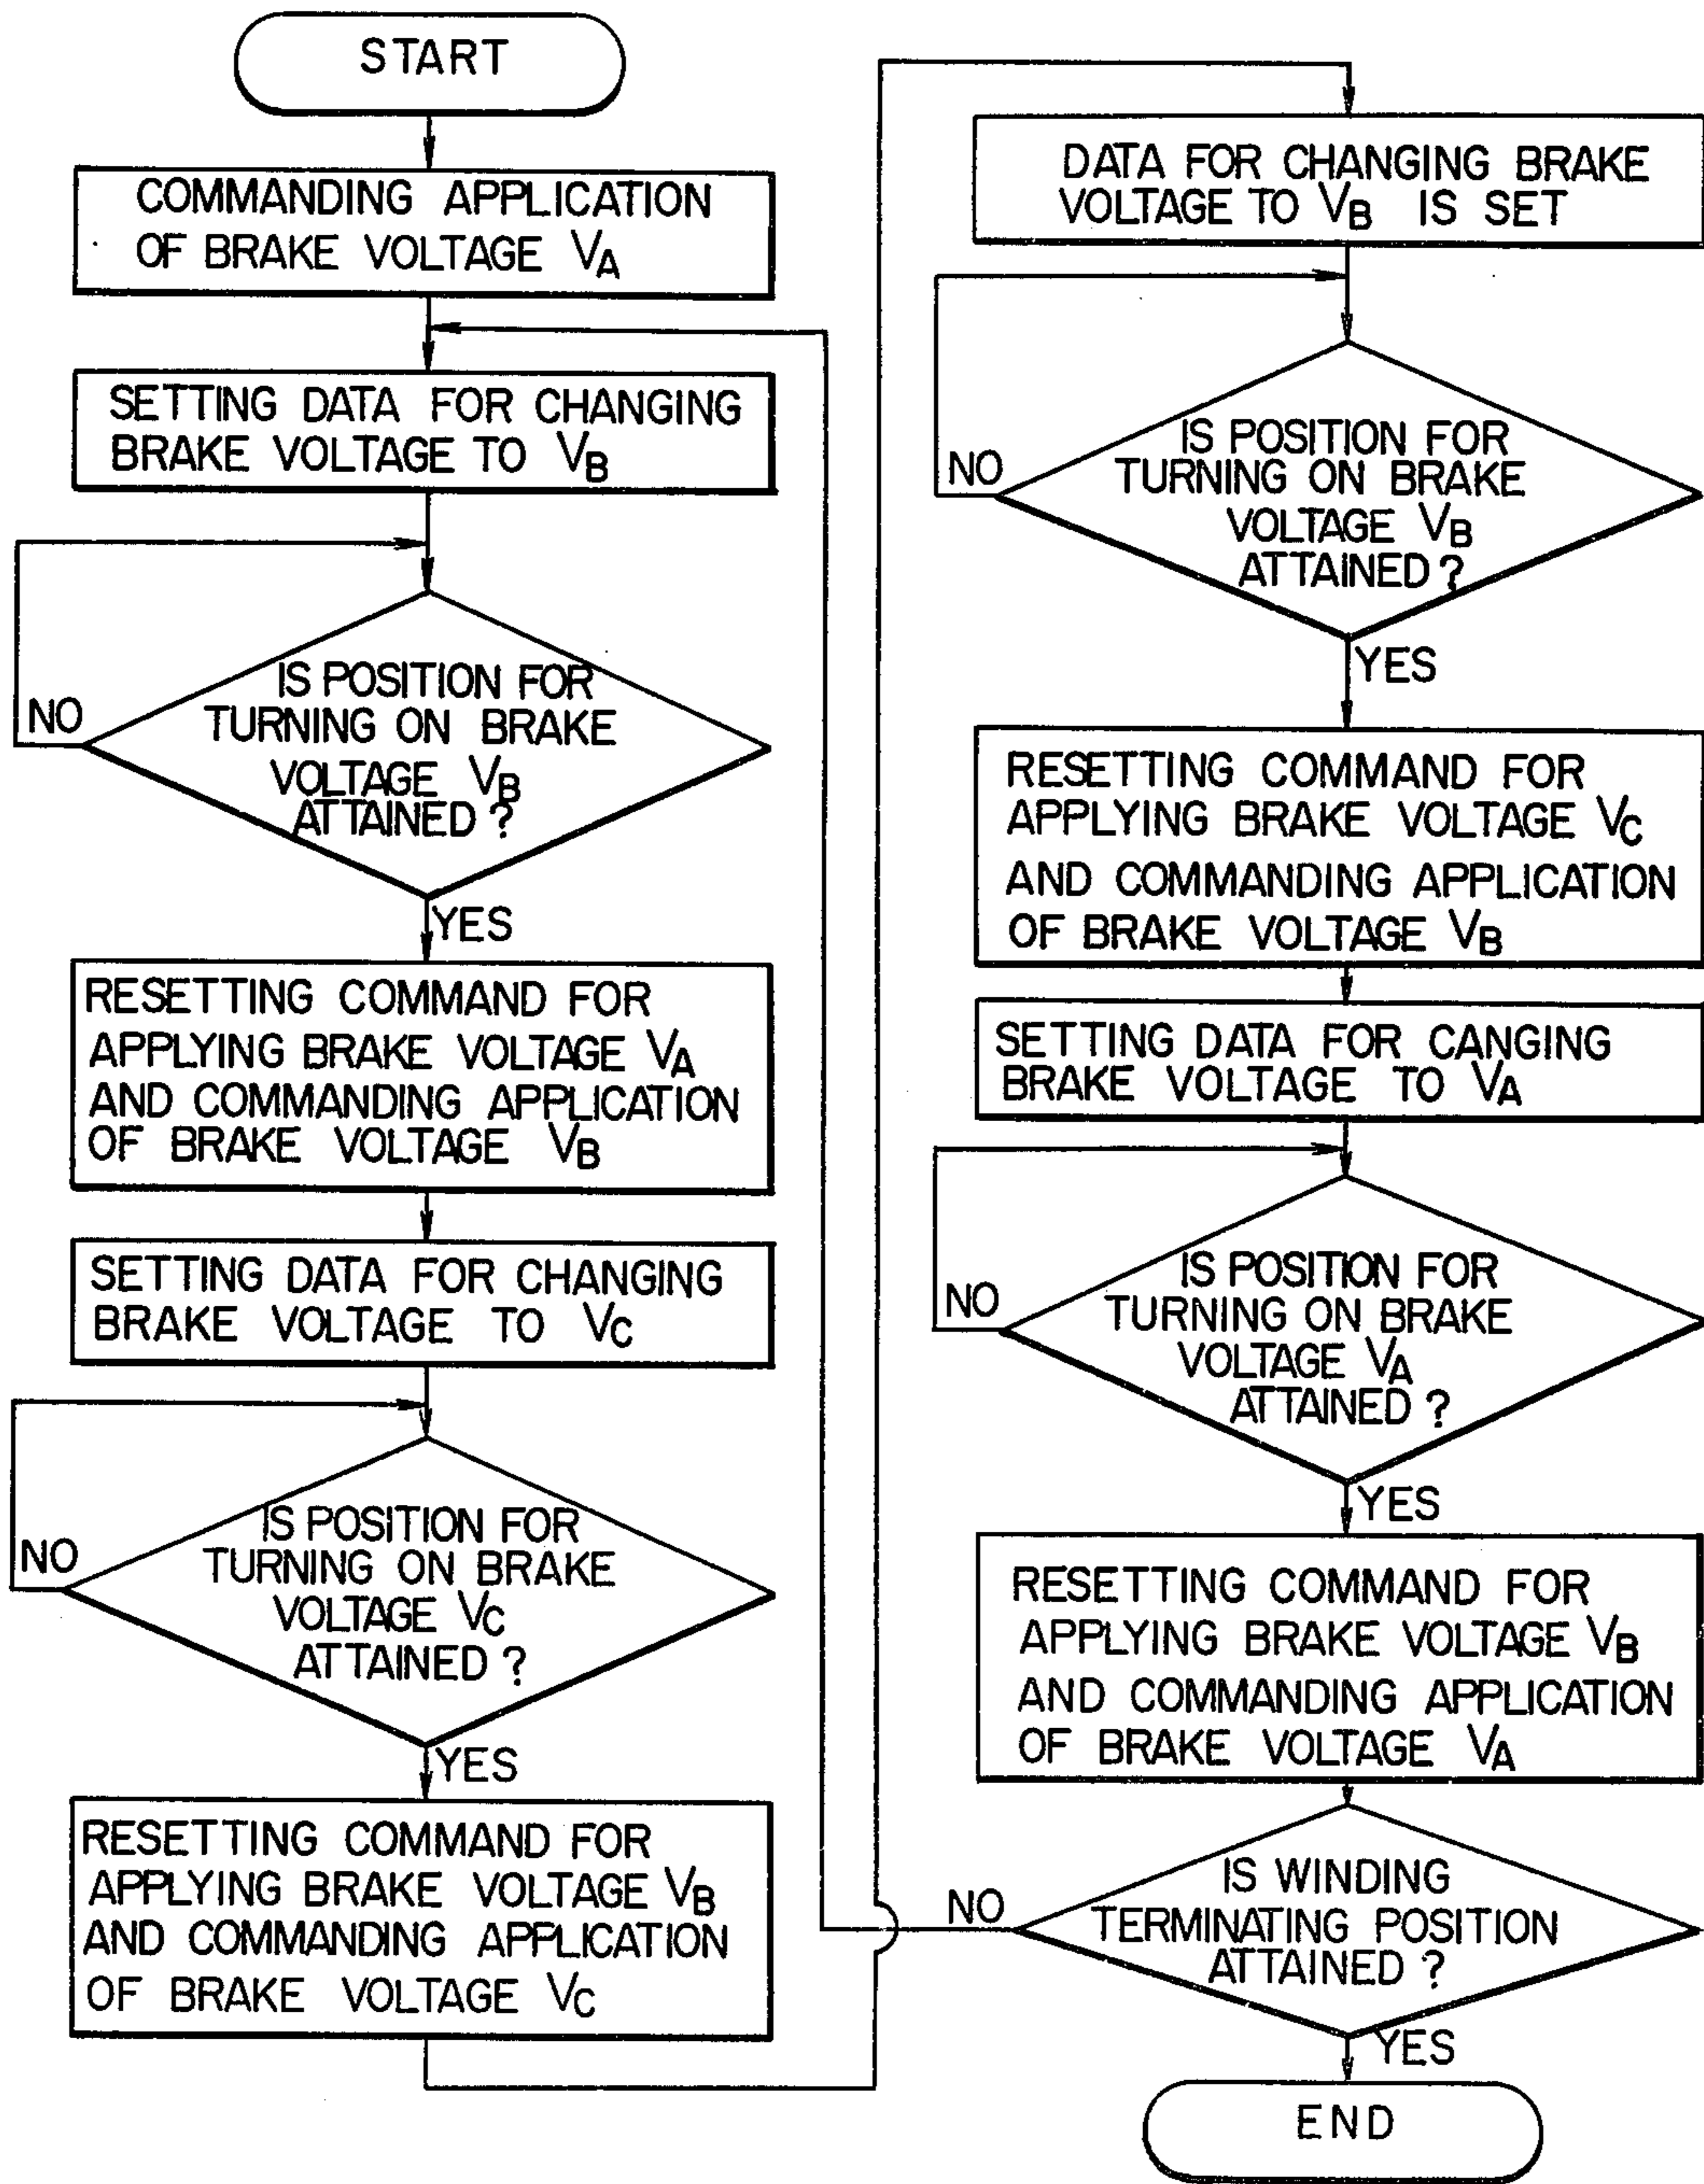 START
COMMANDING APPLICATION
OF BRAKE VOLTAGE VA
SETTING DATA FOR CHANGING
BRAKE VOLTAGE TO VB
IS POSITION FOR
TURNING ON BRAKE
VOLTAGE VB
ATTAINED?
NO
YES
RESETTING COMMAND FOR
APPLYING BRAKE VOLTAGE VA
AND COMMANDING APPLICATION
OF BRAKE VOLTAGE VB
SETTING DATA FOR CHANGING
BRAKE VOLTAGE TO VC
IS POSITION FOR
TURNING ON BRAKE
VOLTAGE VC
ATTAINED?
NO
YES
RESETTING COMMAND FOR
APPLYING BRAKE VOLTAGE VB
AND COMMANDING APPLICATION
OF BRAKE VOLTAGE VC
DATA FOR CHANGING BRAKE
VOLTAGE TO VB IS SET
IS POSITION FOR
TURNING ON BRAKE
VOLTAGE VB
ATTAINED?
NO
YES
RESETTING COMMAND FOR
APPLYING BRAKE VOLTAGE VC
AND COMMANDING APPLICATION
OF BRAKE VOLTAGE VB
SETTING DATA FOR CANGING
BRAKE VOLTAGE TO VA
IS POSITION FOR
TURNING ON BRAKE
VOLTAGE VA
ATTAINED?
NO
YES
RESETTING COMMAND FOR
APPLYING BRAKE VOLTAGE VB
AND COMMANDING APPLICATION
OF BRAKE VOLTAGE VA
IS WINDING
TERMINATING POSITION
ATTAINED?
NO
YES
END